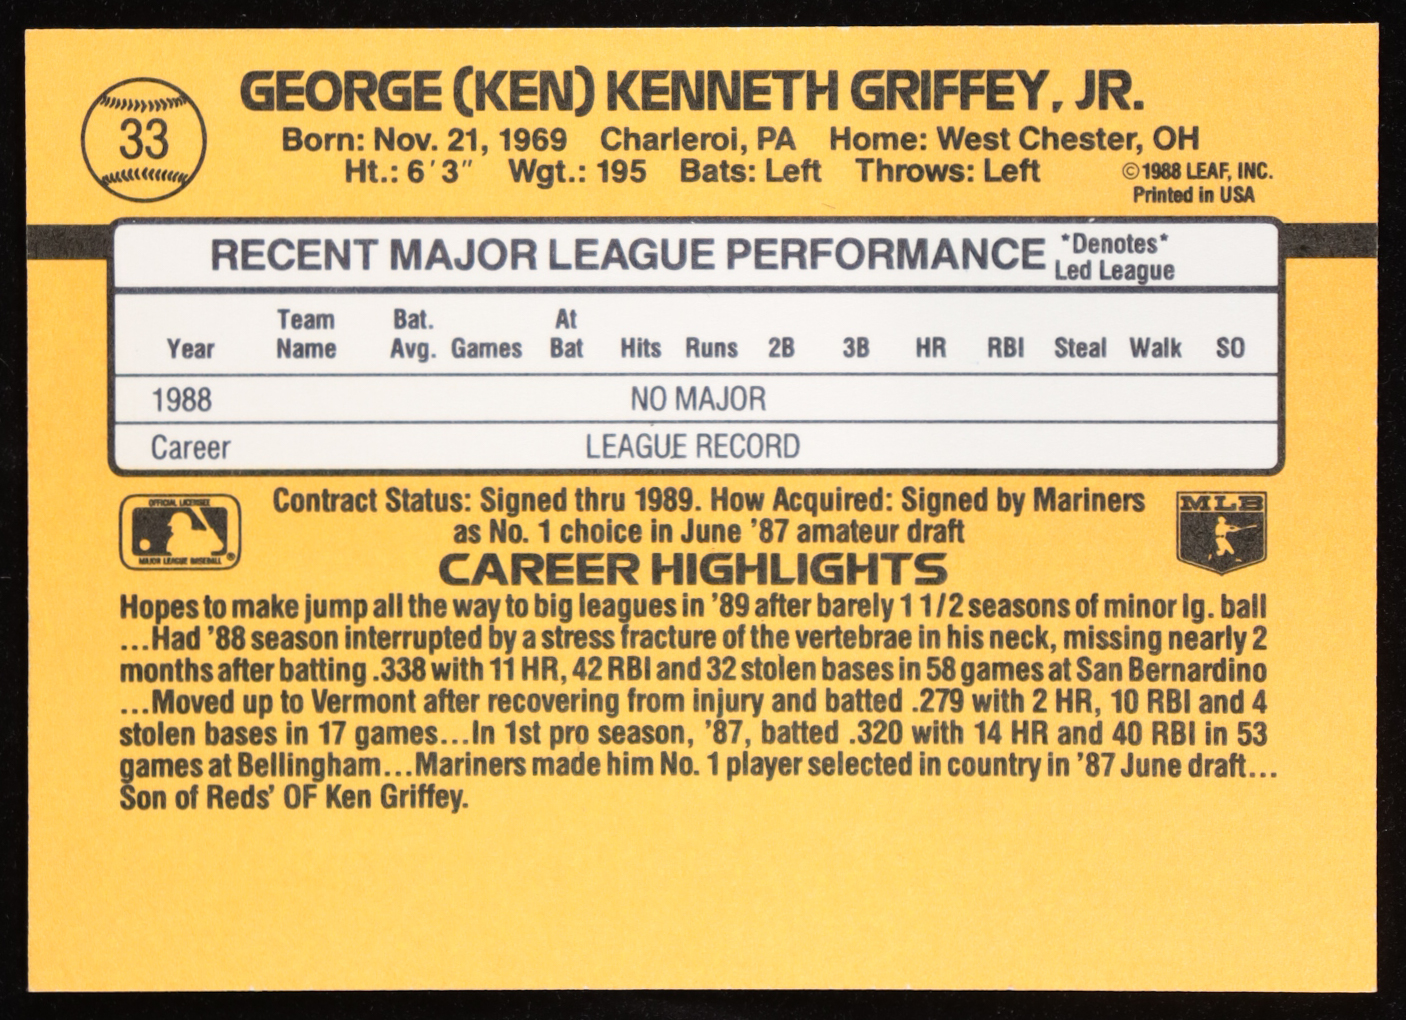 33
GEORGE (KEN) KENNETH GRIFFEY, JR.
Born: Nov. 21, 1969 Charleroi, PA Home: West Chester, OH
Ht.: 6'3" Wgt.: 195 Bats: Left Throws: Left
©1988 LEAF, INC.
Printed in USA
RECENT MAJOR LEAGUE PERFORMANCE *Denotes*
Led League
Year Team Name Bat. Avg. Games At Bat Hits Runs 2B 3B HR RBI Steal Walk SO
1988 NO MAJOR
Career LEAGUE RECORD
OFFICIAL LICENSEE
MAJOR LEAGUE BASEBALL ®
Contract Status: Signed thru 1989. How Acquired: Signed by Mariners
as No. 1 choice in June '87 amateur draft
MLB
CAREER HIGHLIGHTS
Hopes to make jump all the way to big leagues in '89 after barely 1 1/2 seasons of minor lg. ball
...Had '88 season interrupted by a stress fracture of the vertebrae in his neck, missing nearly 2
months after batting .338 with 11 HR, 42 RBI and 32 stolen bases in 58 games at San Bernardino
...Moved up to Vermont after recovering from injury and batted .279 with 2 HR, 10 RBI and 4
stolen bases in 17 games...In 1st pro season, '87, batted .320 with 14 HR and 40 RBI in 53
games at Bellingham...Mariners made him No. 1 player selected in country in '87 June draft...
Son of Reds' OF Ken Griffey.